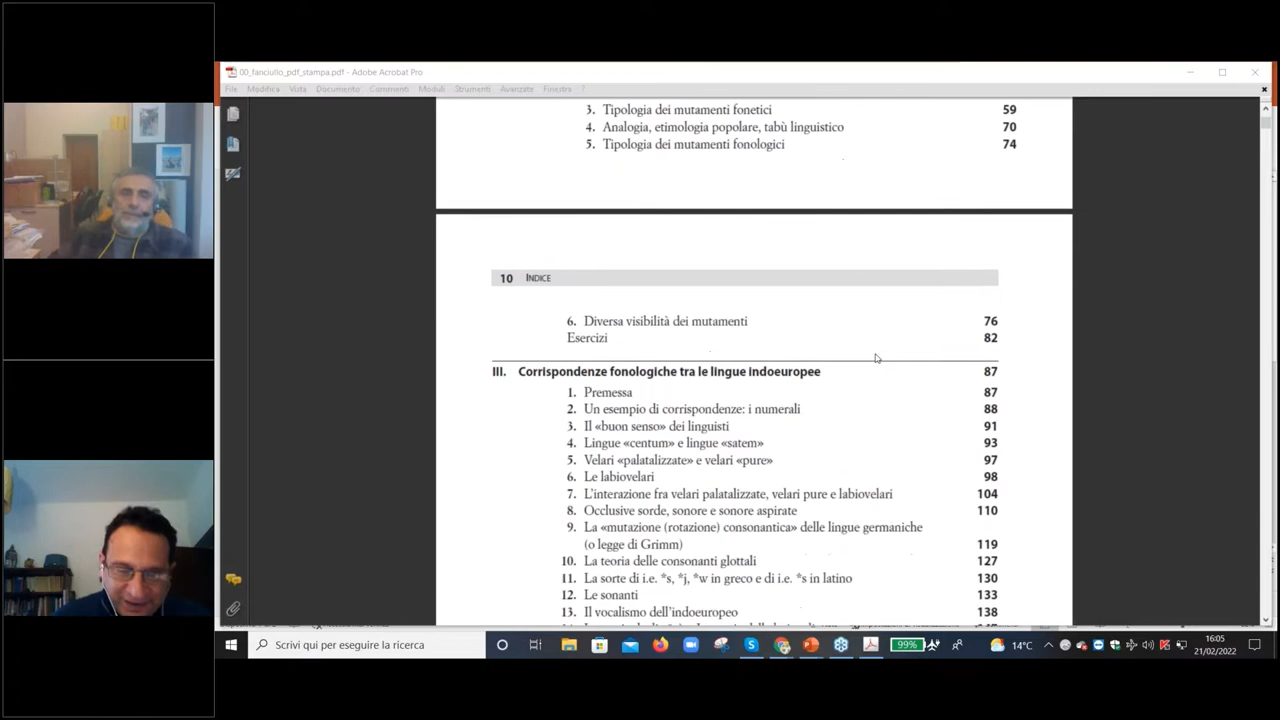 00_fanciullo_pdf_stampa.pdf - Adobe Acrobat Pro
File Modifica Vista Documento Commenti Moduli Strumenti Avanzate Finestra ?
3. Tipologia dei mutamenti fonetici 59
4. Analogia, etimologia popolare, tabù linguistico 70
5. Tipologia dei mutamenti fonologici 74
10 INDICE
6. Diversa visibilità dei mutamenti 76
Esercizi 82
III. Corrispondenze fonologiche tra le lingue indoeuropee 87
1. Premessa 87
2. Un esempio di corrispondenze: i numerali 88
3. Il «buon senso» dei linguisti 91
4. Lingue «centum» e lingue «satem» 93
5. Velari «palatalizzate» e velari «pure» 97
6. Le labiovelari 98
7. L'interazione fra velari palatalizzate, velari pure e labiovelari 104
8. Occlusive sorde, sonore e sonore aspirate 110
9. La «mutazione (rotazione) consonantica» delle lingue germaniche
(o legge di Grimm) 119
10. La teoria delle consonanti glottali 127
11. La sorte di i.e. *s, *j, *w in greco e di i.e. *s in latino 130
12. Le sonanti 133
13. Il vocalismo dell'indoeuropeo 138
Scrivi qui per eseguire la ricerca
99%
14°C
16:05
21/02/2022